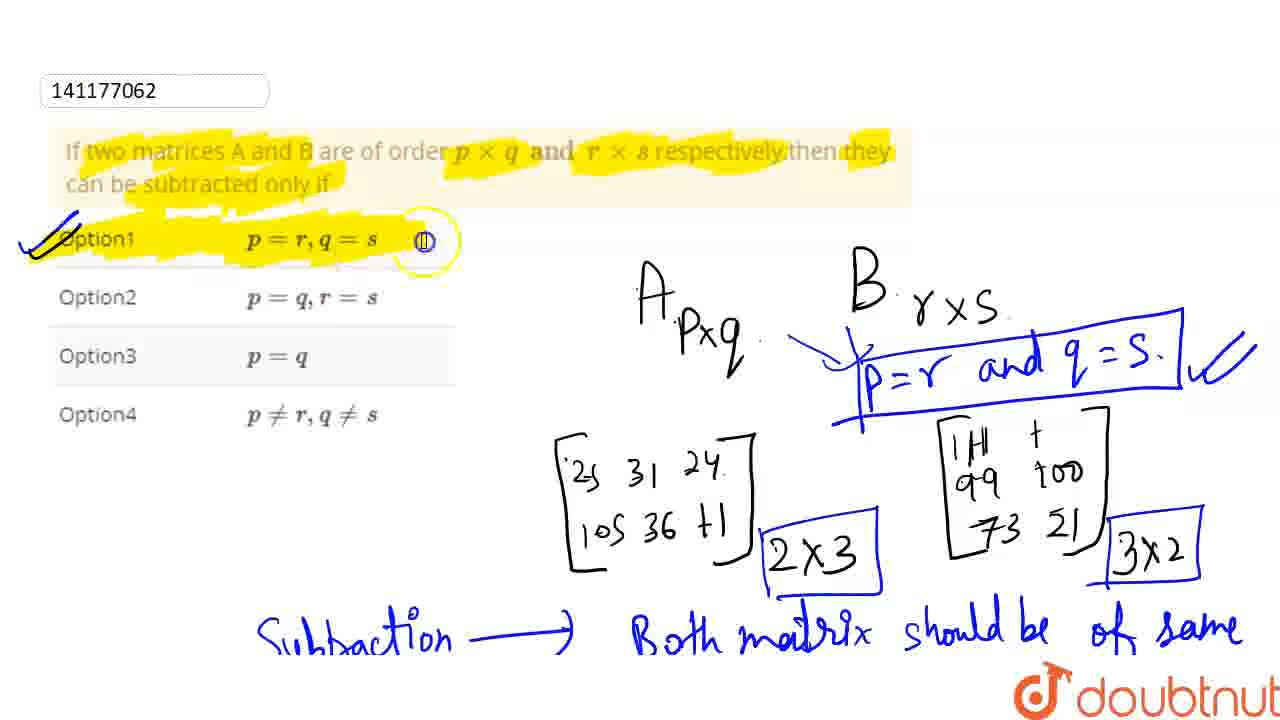 141177062
If two matrices A and B are of order p × q and r × s respectively then they
can be subtracted only if
Option1 p = r, q = s
Option2 p = q, r = s
Option3 p = q
Option4 p ≠ r, q ≠ s
A p×q B r×s
p=r and q=s.
25 31 24
105 36
99 100
73 21
2×3
3×2
Subtraction → Both matrix should be of same
doubtnut